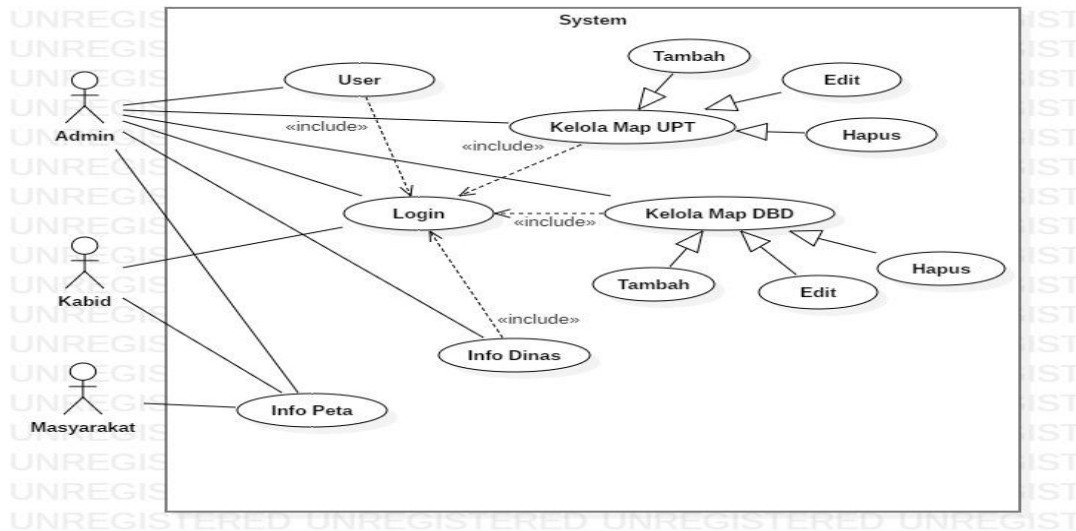 System
Tambah
User
Edit
Admin
«include»
Kelola Map UPT
Hapus
«include»
Login
Kelola Map DBD
«include»
Kabid
Tambah
Edit
Hapus
«include»
Info Dinas
Masyarakat
Info Peta
UNREGISTERED UNREGISTERED UNREGISTERED UNREGIST